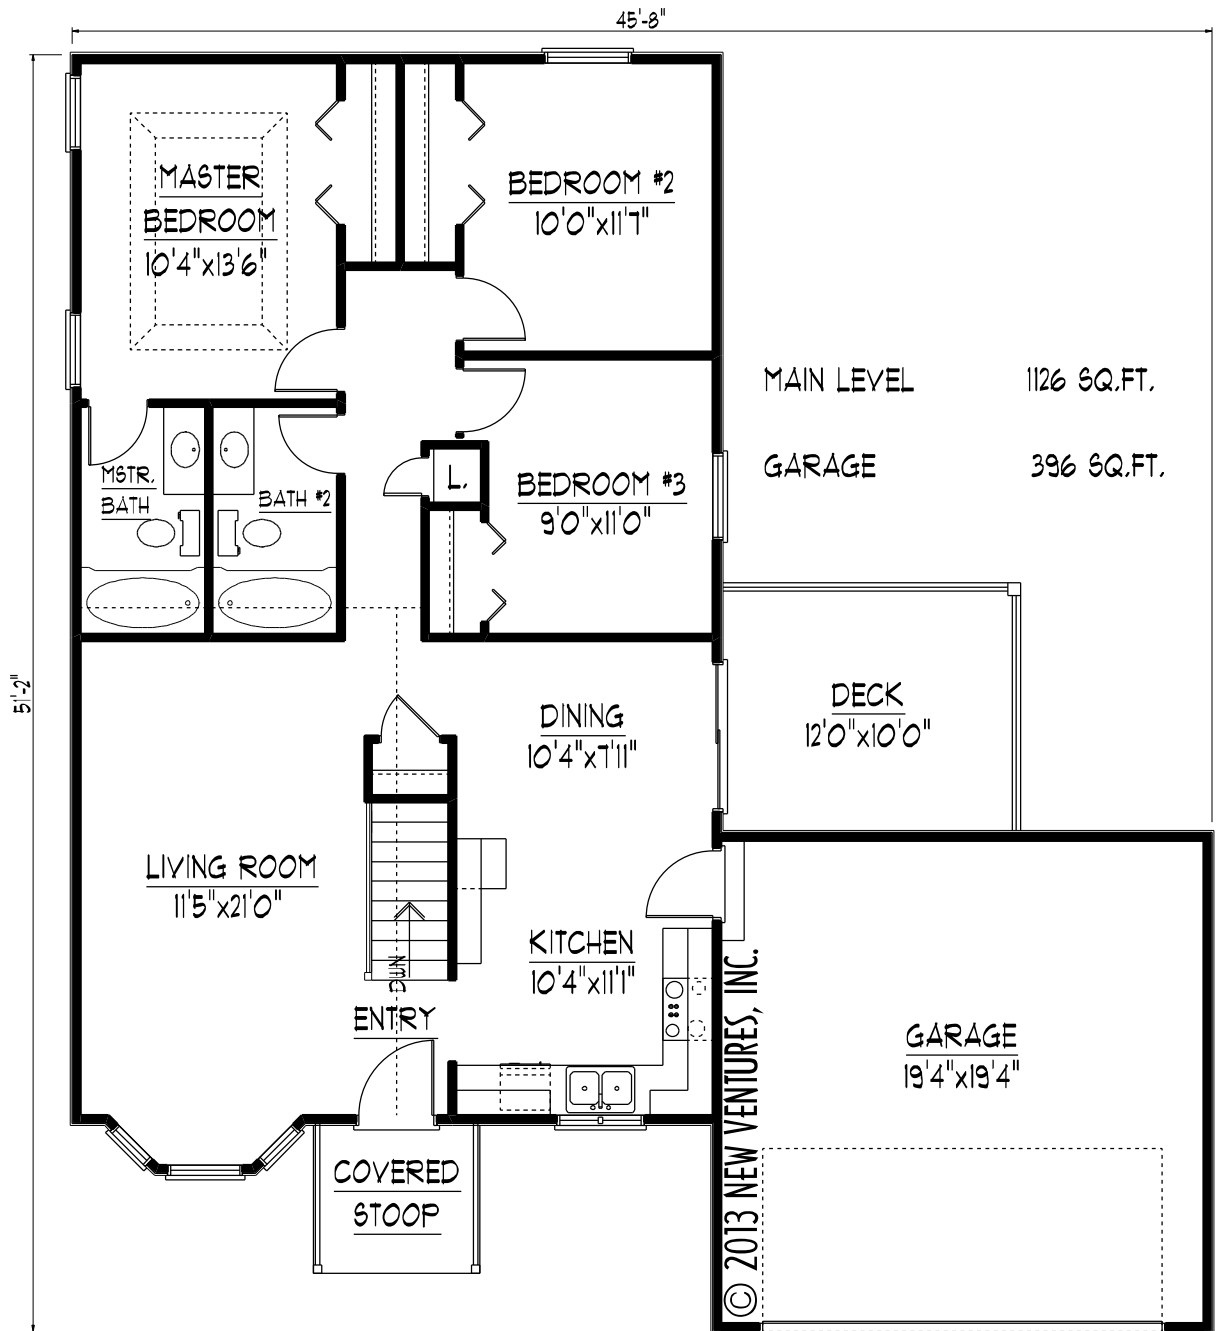 45'-8"
MASTER
BEDROOM
10'4"x13'6"
BEDROOM #2
10'0"x11'7"
MAIN LEVEL 1126 SQ.FT.
GARAGE 396 SQ.FT.
MSTR.
BATH
BATH #2
L.
BEDROOM #3
9'0"x11'0"
51'-2"
DECK
12'0"x10'0"
DINING
10'4"x7'11"
LIVING ROOM
11'5"x21'0"
KITCHEN
10'4"x11'1"
DWN
ENTRY
GARAGE
19'4"x19'4"
COVERED
STOOP
© 2013 NEW VENTURES, INC.